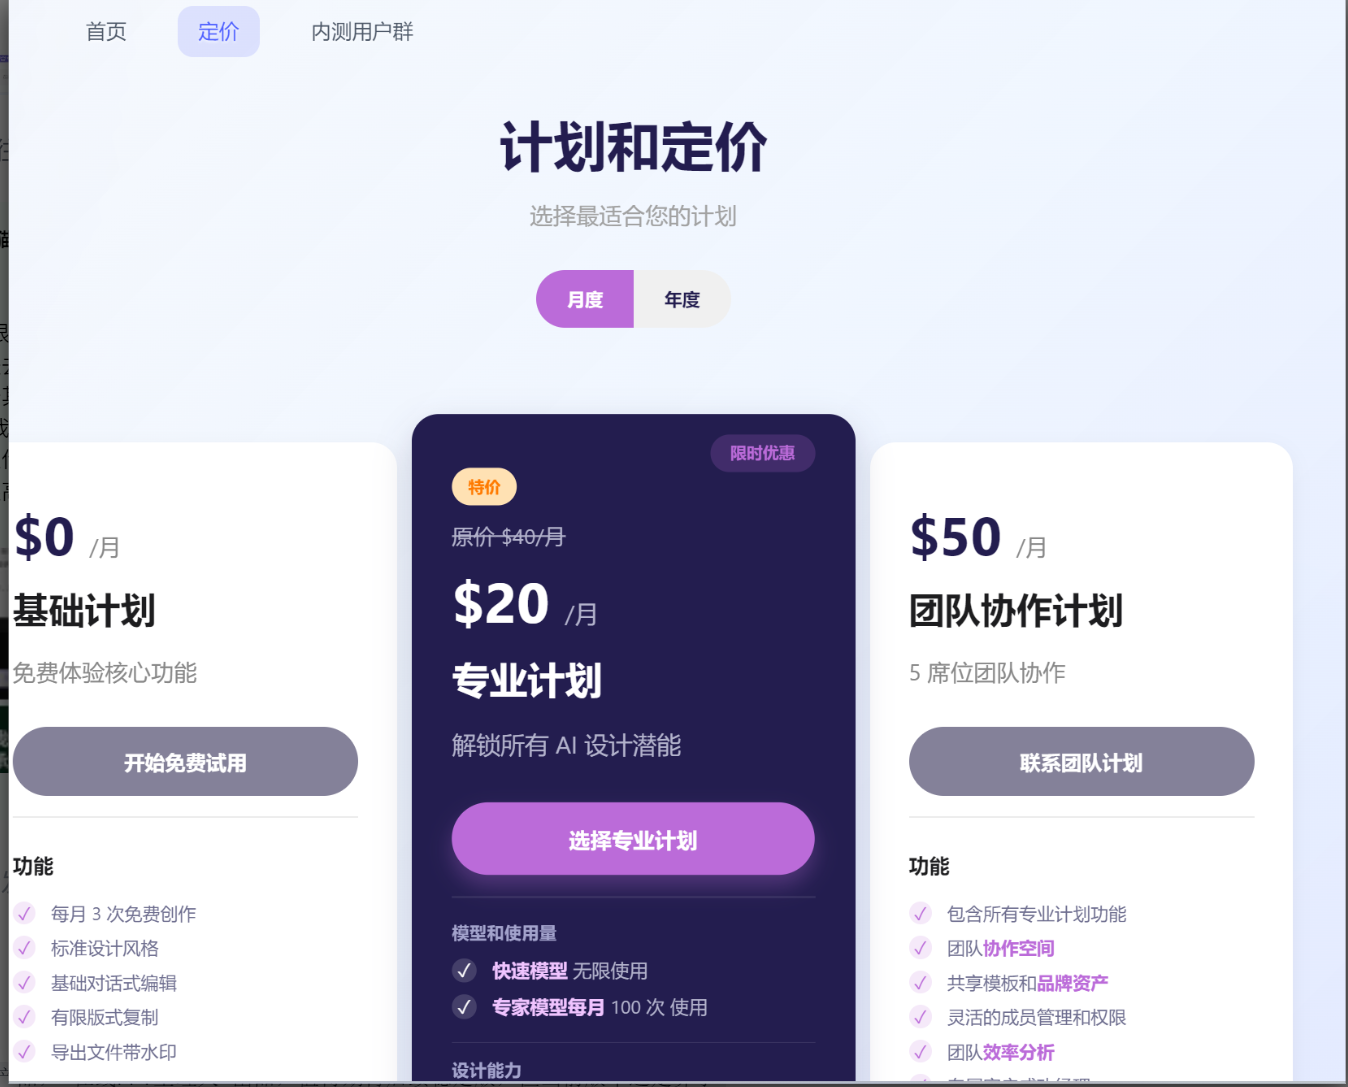 首页
定价
内测用户群
计划和定价
选择最适合您的计划
月度
年度
$0 /月
基础计划
免费体验核心功能
开始免费试用
功能
每月 3 次免费创作
标准设计风格
基础对话式编辑
有限版式复制
导出文件带水印
限时优惠
特价
原价 $40/月
$20 /月
专业计划
解锁所有 AI 设计潜能
选择专业计划
模型和使用量
快速模型 无限使用
专家模型每月 100 次 使用
设计能力
$50 /月
团队协作计划
5 席位团队协作
联系团队计划
功能
包含所有专业计划功能
团队协作空间
共享模板和品牌资产
灵活的成员管理和权限
团队效率分析